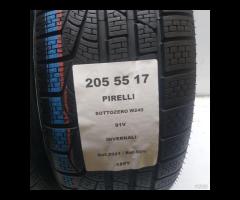 205 55 17
PIRELLI
SOTTOZERO W240
91V
INVERNALI